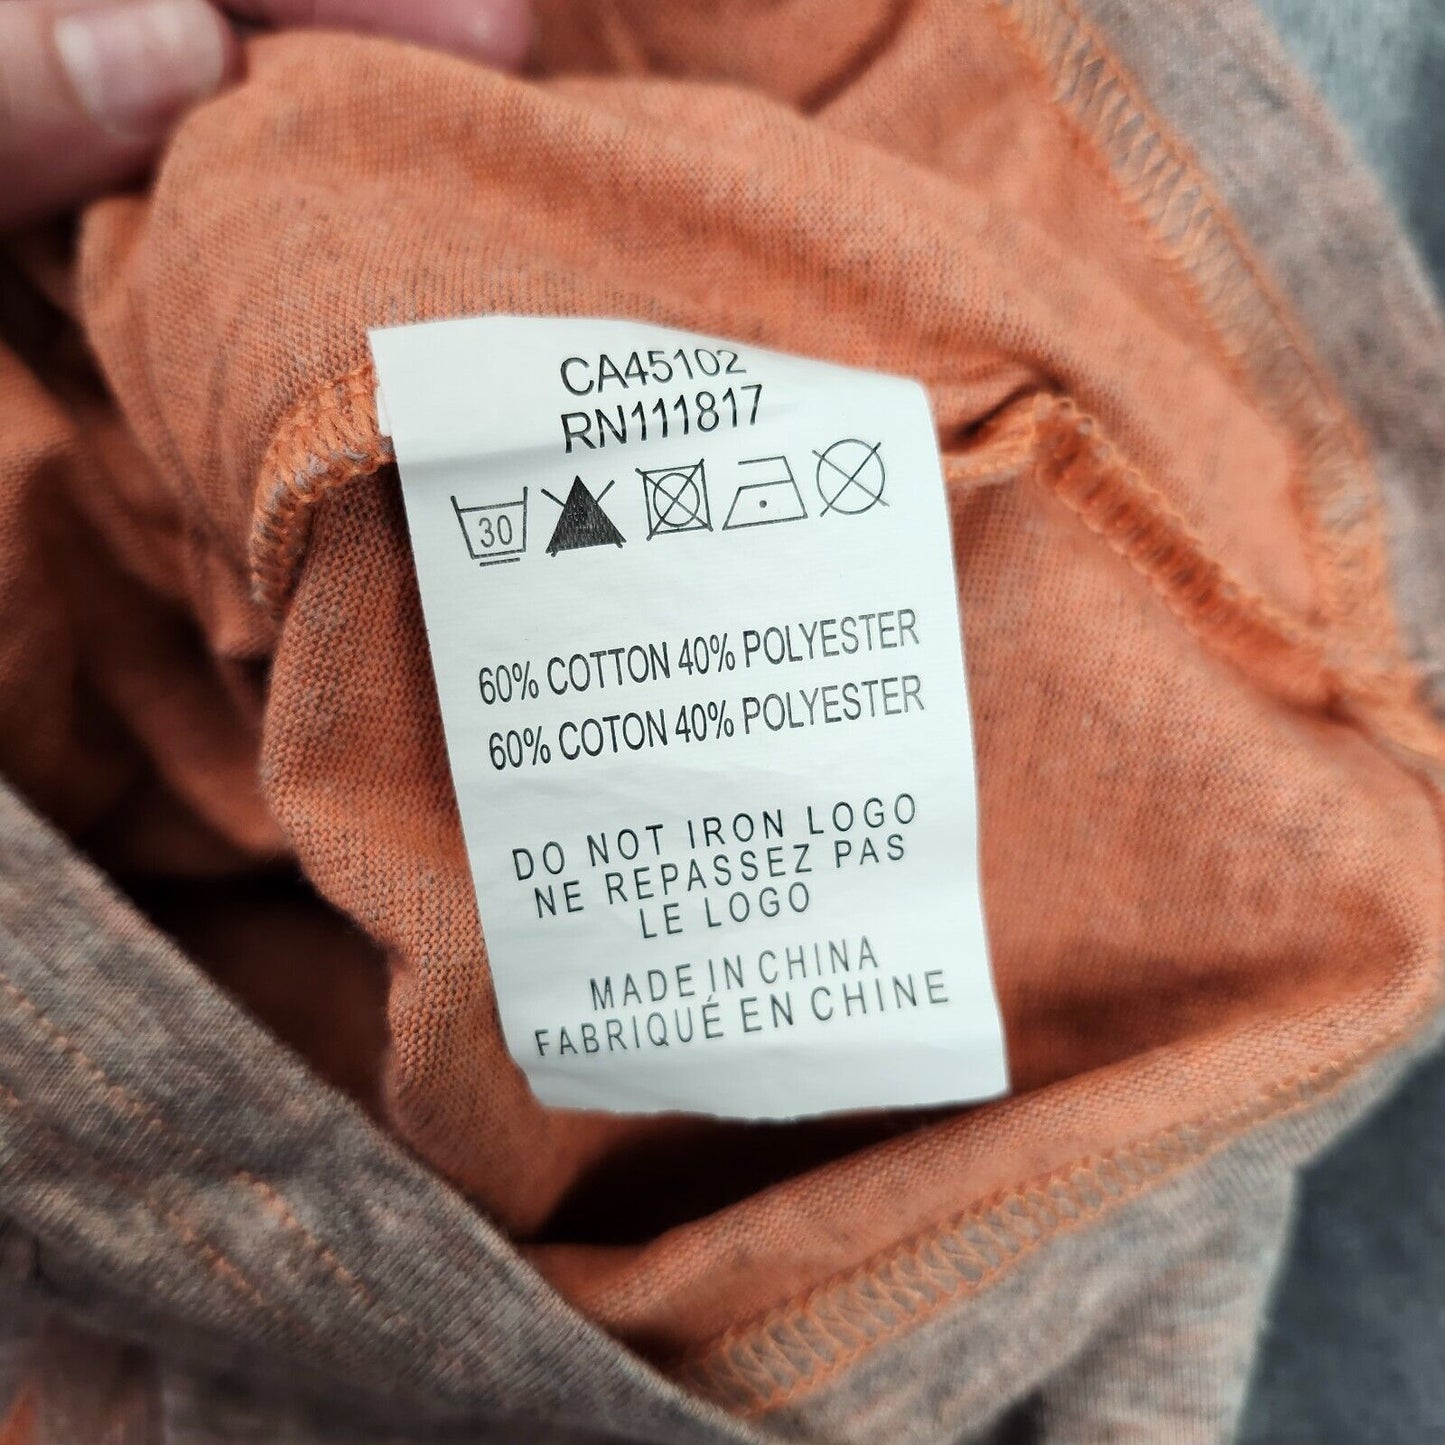 CA45102
RN111817
30
60% COTTON 40% POLYESTER
60% COTON 40% POLYESTER
DO NOT IRON LOGO
NE REPASSEZ PAS
LE LOGO
MADE IN CHINA
FABRIQUÉ EN CHINE